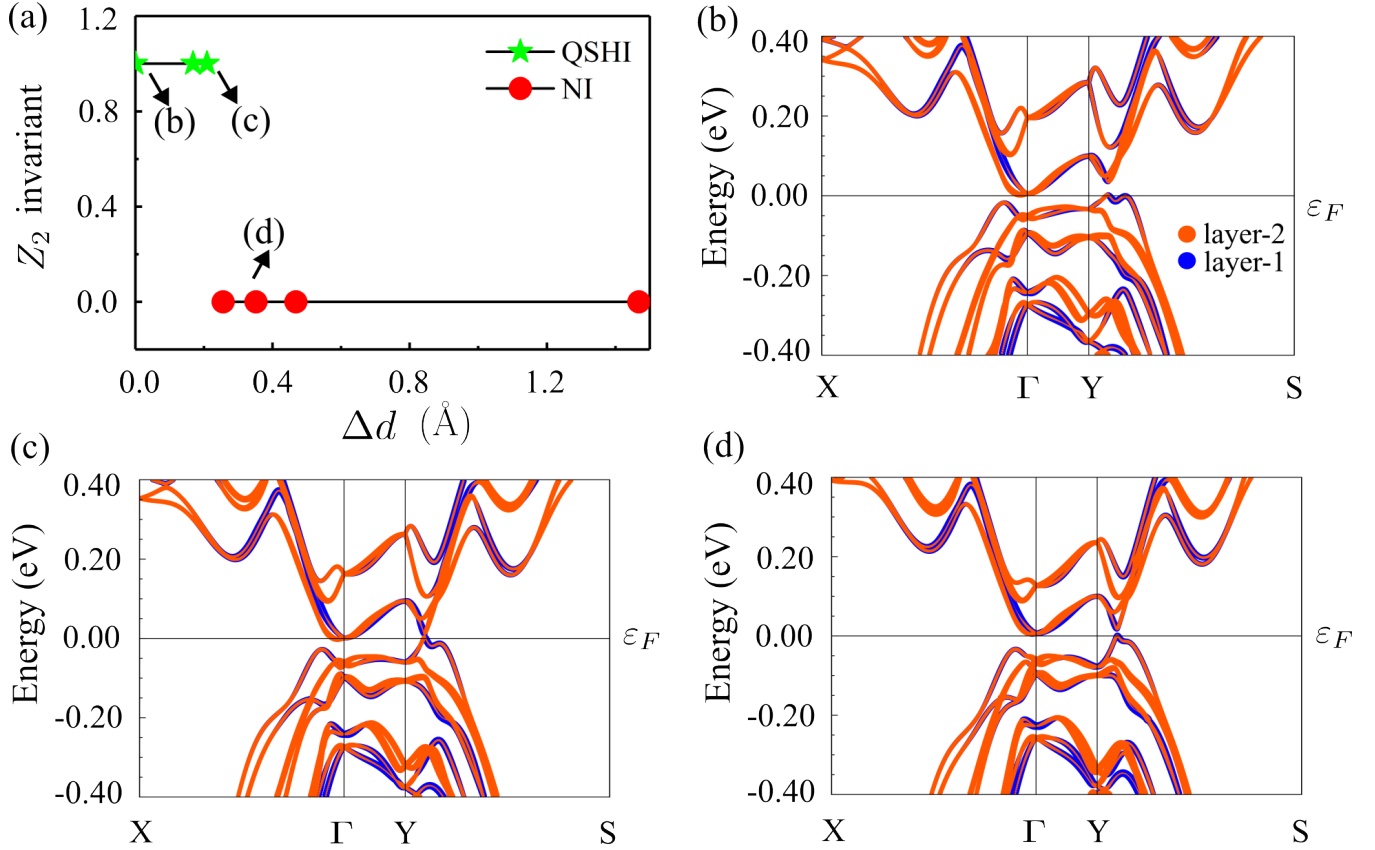 (a)
1.2
0.8
0.4
0.0
Z2 invariant
QSHI
NI
(b)
(c)
(d)
0.0 0.4 0.8 1.2
Δd (Å)
(b)
0.40
0.20
0.00
-0.20
-0.40
Energy (eV)
εF
layer-2
layer-1
X Γ Y S
(c)
0.40
0.20
0.00
-0.20
-0.40
Energy (eV)
εF
X Γ Y S
(d)
0.40
0.20
0.00
-0.20
-0.40
Energy (eV)
εF
X Γ Y S